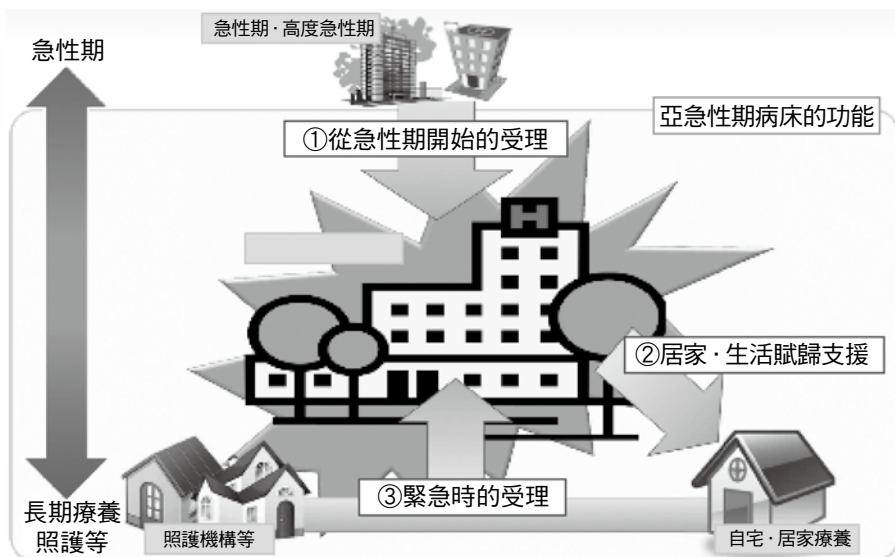 急性期・高度急性期
急性期
亞急性期病床的功能
①從急性期開始的受理
H
②居家・生活賦歸支援
③緊急時的受理
長期療養
照護等
照護機構等
自宅・居家療養